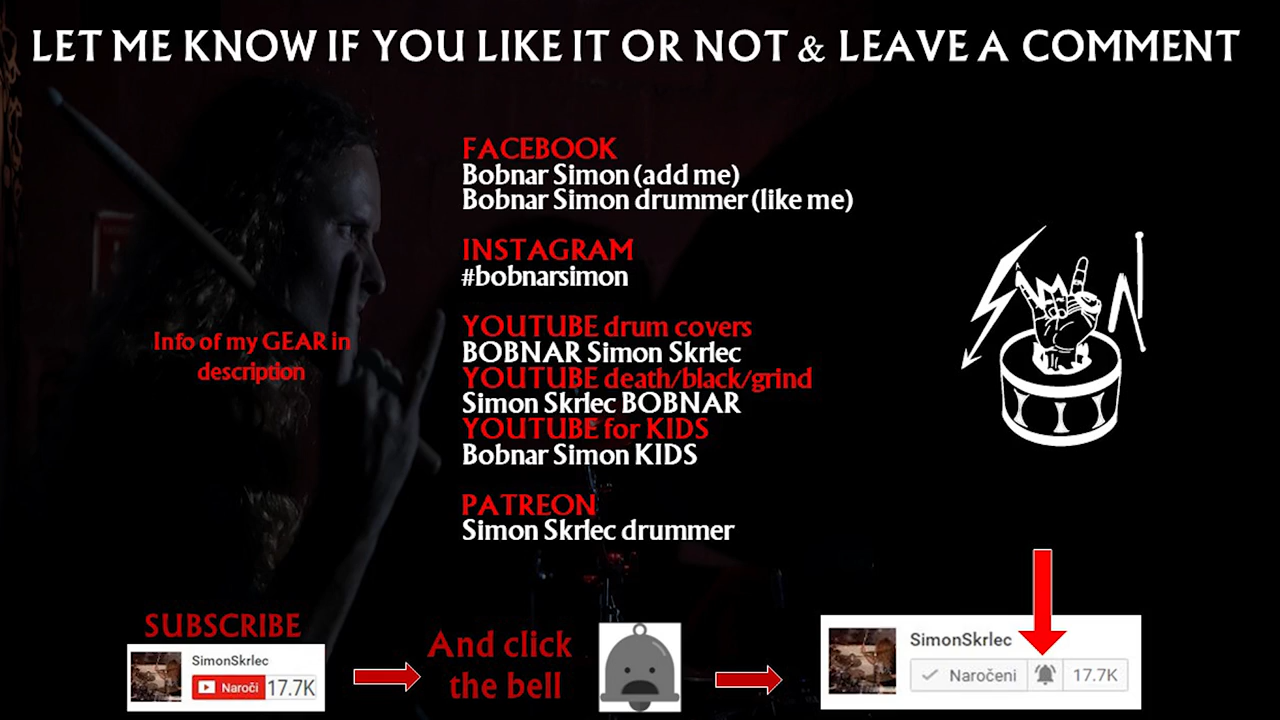 LET ME KNOW IF YOU LIKE IT OR NOT & LEAVE A COMMENT
FACEBOOK
Bobnar Simon (add me)
Bobnar Simon drummer (like me)
INSTAGRAM
#bobnarsimon
YOUTUBE drum covers
BOBNAR Simon Skrlec
YOUTUBE death/black/grind
Simon Skrlec BOBNAR
YOUTUBE for KIDS
Bobnar Simon KIDS
PATREON
Simon Skrlec drummer
Info of my GEAR in
description
SIMON
SUBSCRIBE
SimonSkrlec
Naroči 17.7K
And click
the bell
SimonSkrlec
Naročeni 17.7K